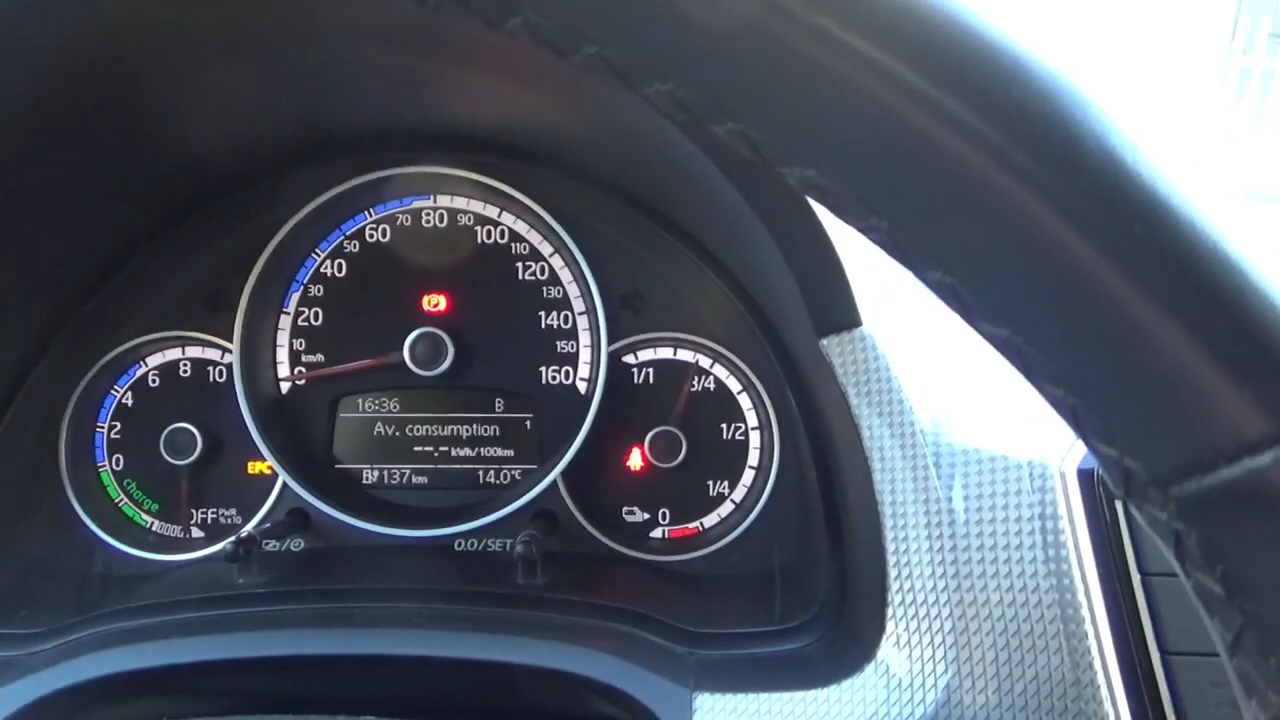 80
70
90
60
100
50
110
40
120
30
130
20
140
10
150
km/h
0
160
16:36 B
Av. consumption 1
--.- kWh/100km
137km 14.0°C
0.0/SET
P
10
8
6
4
2
0
charge
OFF
PWR
%x10
EPC
1/1
3/4
1/2
1/4
0